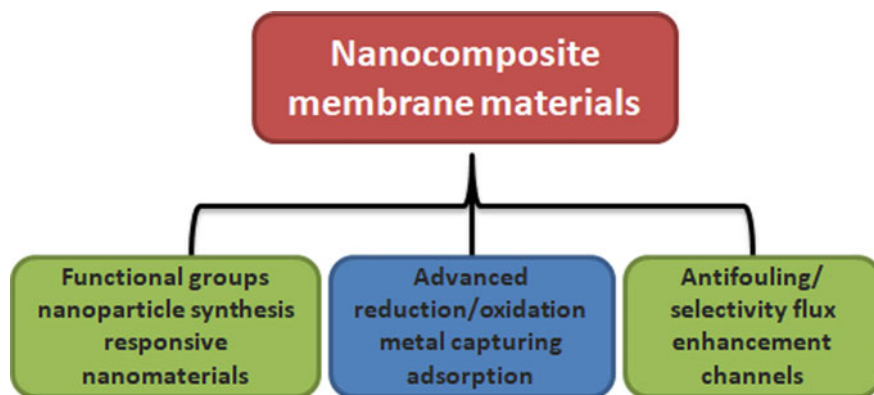 Nanocomposite
membrane materials
Functional groups
nanoparticle synthesis
responsive
nanomaterials
Advanced
reduction/oxidation
metal capturing
adsorption
Antifouling/
selectivity flux
enhancement
channels